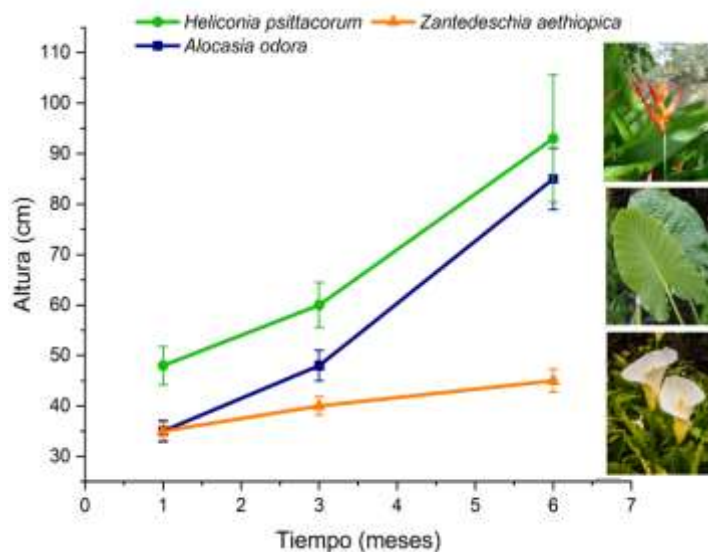 Heliconia psittacorum Zantedeschia aethiopica
Alocasia odora
Altura (cm)
110
100
90
80
70
60
50
40
30
0 1 2 3 4 5 6 7
Tiempo (meses)